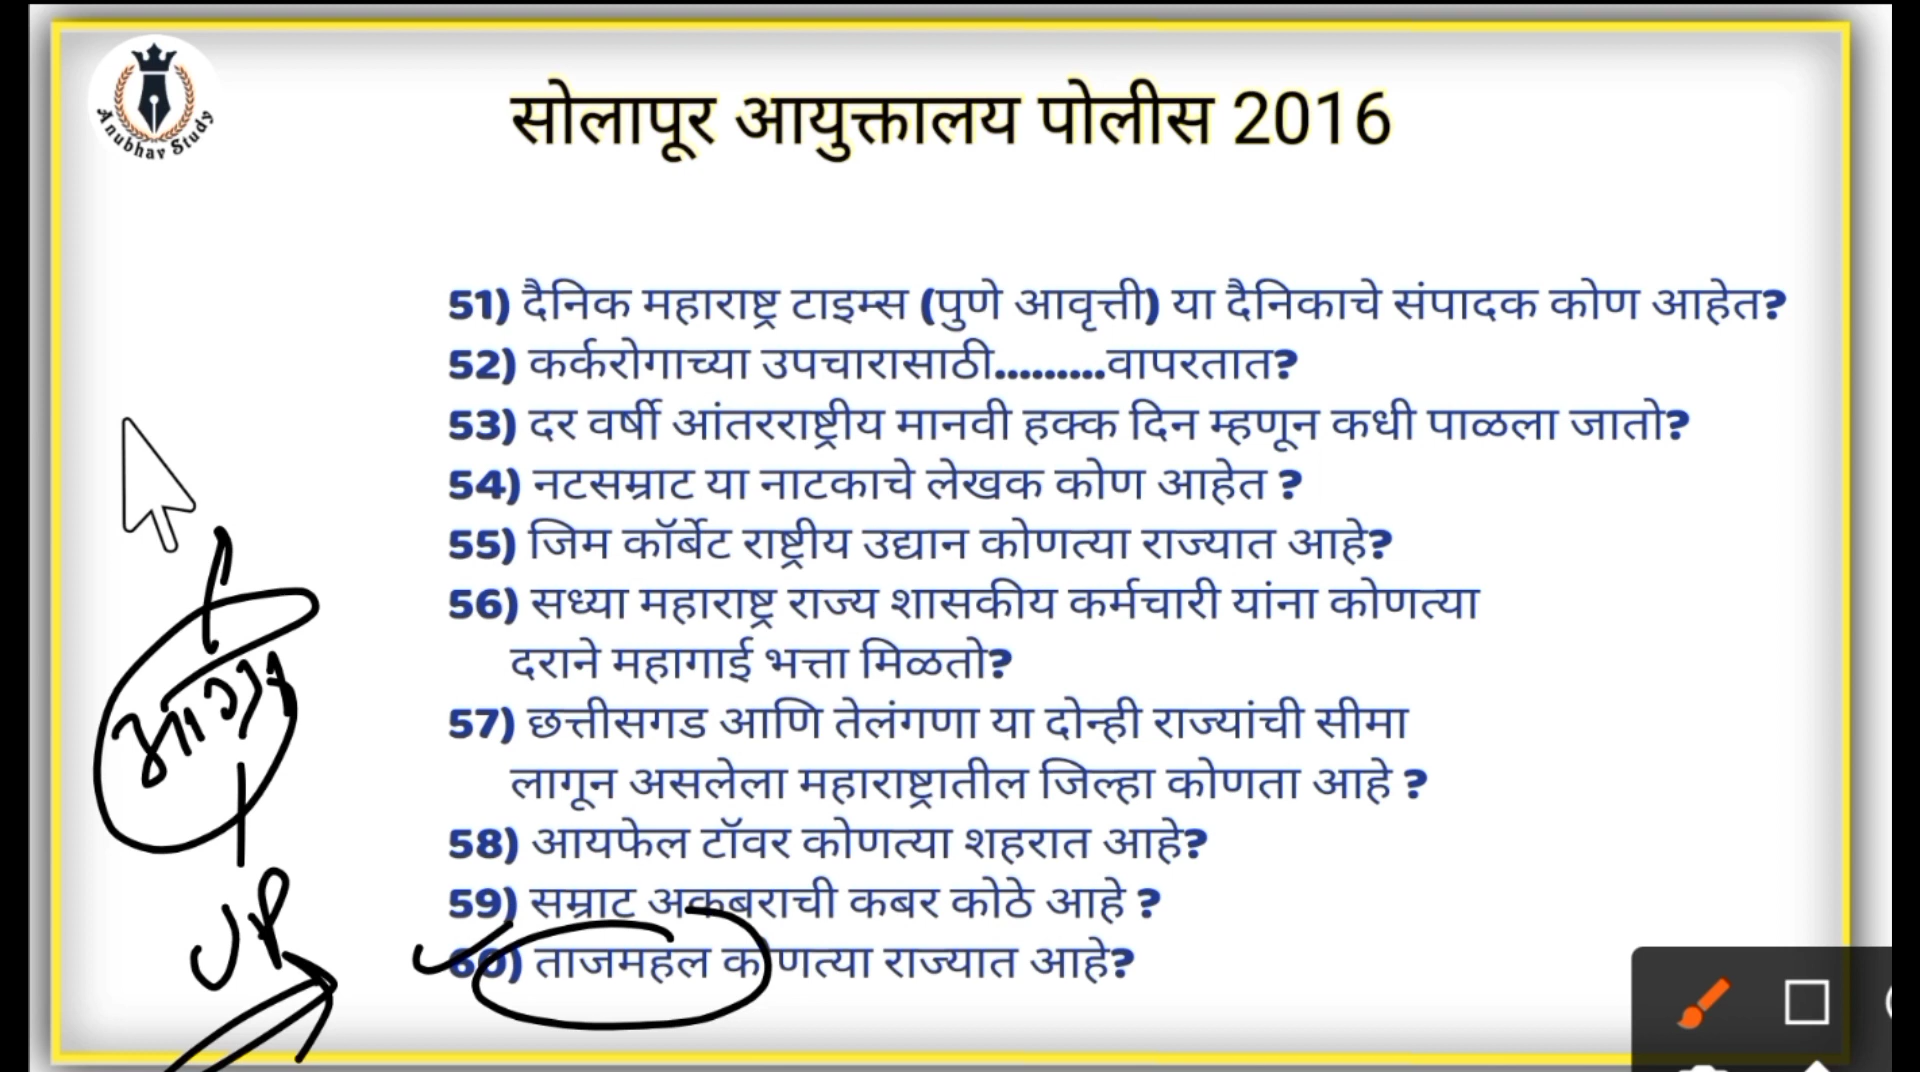 Anubhav Study
सोलापूर आयुक्तालय पोलीस 2016
51) दैनिक महाराष्ट्र टाइम्स (पुणे आवृत्ती) या दैनिकाचे संपादक कोण आहेत?
52) कर्करोगाच्या उपचारासाठी.........वापरतात?
53) दर वर्षी आंतरराष्ट्रीय मानवी हक्क दिन म्हणून कधी पाळला जातो?
54) नटसम्राट या नाटकाचे लेखक कोण आहेत ?
55) जिम कॉर्बेट राष्ट्रीय उद्यान कोणत्या राज्यात आहे?
56) सध्या महाराष्ट्र राज्य शासकीय कर्मचारी यांना कोणत्या
दराने महागाई भत्ता मिळतो?
57) छत्तीसगड आणि तेलंगणा या दोन्ही राज्यांची सीमा
लागून असलेला महाराष्ट्रातील जिल्हा कोणता आहे ?
58) आयफेल टॉवर कोणत्या शहरात आहे?
59) सम्राट अकबराची कबर कोठे आहे ?
60) ताजमहल कोणत्या राज्यात आहे?
UP